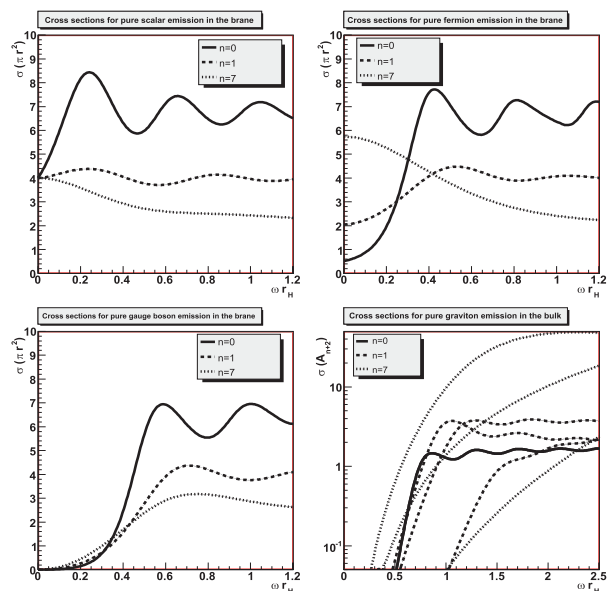 Cross sections for pure scalar emission in the brane
σ (π r²)
10
9
8
7
6
5
4
3
2
1
0
n=0
n=1
n=7
0 0.2 0.4 0.6 0.8 1 1.2
ω r_H
Cross sections for pure fermion emission in the brane
σ (π r²)
10
9
8
7
6
5
4
3
2
1
0
n=0
n=1
n=7
0 0.2 0.4 0.6 0.8 1 1.2
ω r_H
Cross sections for pure gauge boson emission in the brane
σ (π r²)
10
9
8
7
6
5
4
3
2
1
0
n=0
n=1
n=7
0 0.2 0.4 0.6 0.8 1 1.2
ω r_H
Cross sections for pure graviton emission in the bulk
σ (A_{n+2})
10
1
10⁻¹
n=0
n=1
n=7
0 0.5 1 1.5 2 2.5
ω r_H